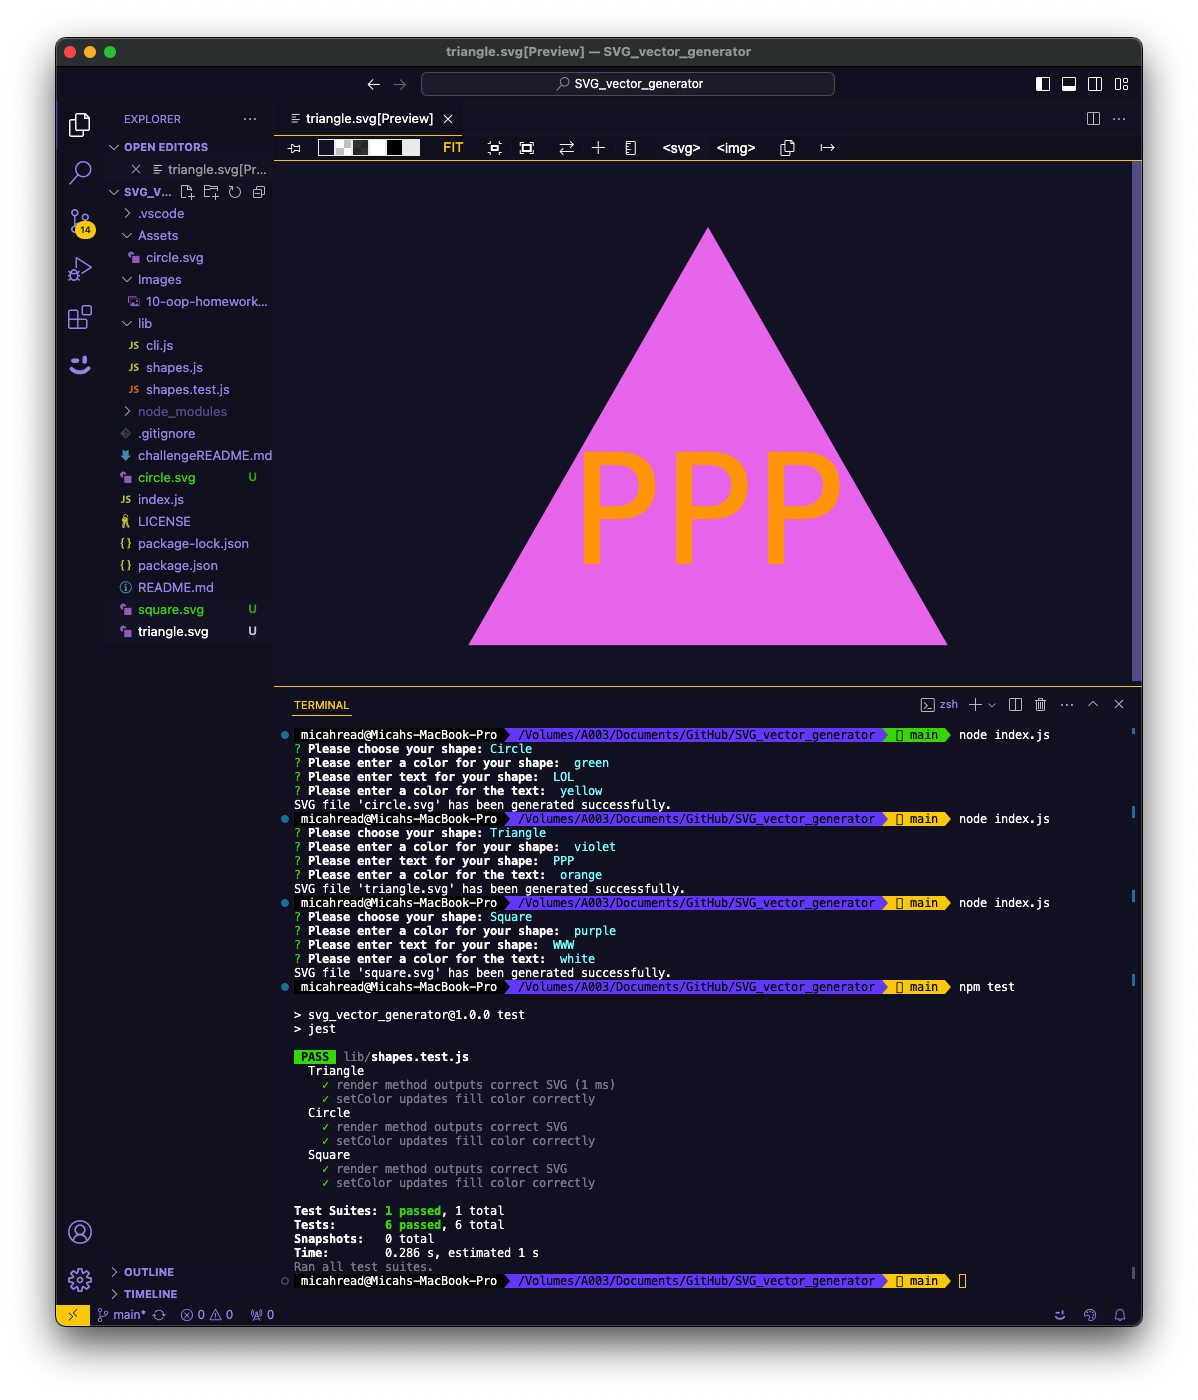 triangle.svg[Preview] — SVG_vector_generator
SVG_vector_generator
EXPLORER
triangle.svg[Preview]
OPEN EDITORS
FIT
<svg>
<img>
triangle.svg[Pr...
SVG_V...
.vscode
14
Assets
circle.svg
Images
10-oop-homework...
lib
JS cli.js
JS shapes.js
JS shapes.test.js
node_modules
.gitignore
challengeREADME.md
circle.svg U
JS index.js
LICENSE
{} package-lock.json
{} package.json
README.md
square.svg U
triangle.svg U
PPP
TERMINAL
zsh
micahread@Micahs-MacBook-Pro /Volumes/A003/Documents/GitHub/SVG_vector_generator main node index.js
? Please choose your shape: Circle
? Please enter a color for your shape: green
? Please enter text for your shape: LOL
? Please enter a color for the text: yellow
SVG file 'circle.svg' has been generated successfully.
micahread@Micahs-MacBook-Pro /Volumes/A003/Documents/GitHub/SVG_vector_generator main node index.js
? Please choose your shape: Triangle
? Please enter a color for your shape: violet
? Please enter text for your shape: PPP
? Please enter a color for the text: orange
SVG file 'triangle.svg' has been generated successfully.
micahread@Micahs-MacBook-Pro /Volumes/A003/Documents/GitHub/SVG_vector_generator main node index.js
? Please choose your shape: Square
? Please enter a color for your shape: purple
? Please enter text for your shape: WWW
? Please enter a color for the text: white
SVG file 'square.svg' has been generated successfully.
micahread@Micahs-MacBook-Pro /Volumes/A003/Documents/GitHub/SVG_vector_generator main npm test
> svg_vector_generator@1.0.0 test
> jest
PASS lib/shapes.test.js
Triangle
✓ render method outputs correct SVG (1 ms)
✓ setColor updates fill color correctly
Circle
✓ render method outputs correct SVG
✓ setColor updates fill color correctly
Square
✓ render method outputs correct SVG
✓ setColor updates fill color correctly
Test Suites: 1 passed, 1 total
Tests: 6 passed, 6 total
Snapshots: 0 total
Time: 0.286 s, estimated 1 s
Ran all test suites.
micahread@Micahs-MacBook-Pro /Volumes/A003/Documents/GitHub/SVG_vector_generator main
OUTLINE
TIMELINE
main* 0 0 0